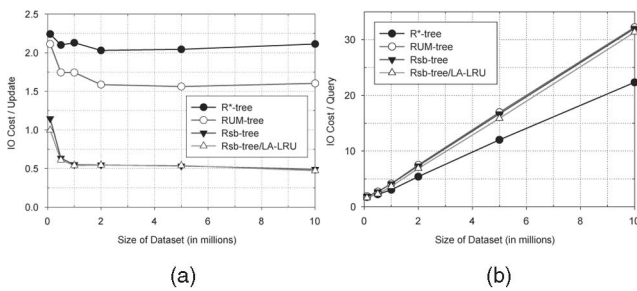 2.5
2.0
1.5
1.0
0.5
0.0
IO Cost / Update
R*-tree
RUM-tree
Rsb-tree
Rsb-tree/LA-LRU
0 2 4 6 8 10
Size of Dataset (in millions)
(a)
30
20
10
0
IO Cost / Query
R*-tree
RUM-tree
Rsb-tree
Rsb-tree/LA-LRU
0 2 4 6 8 10
Size of Dataset (in millions)
(b)